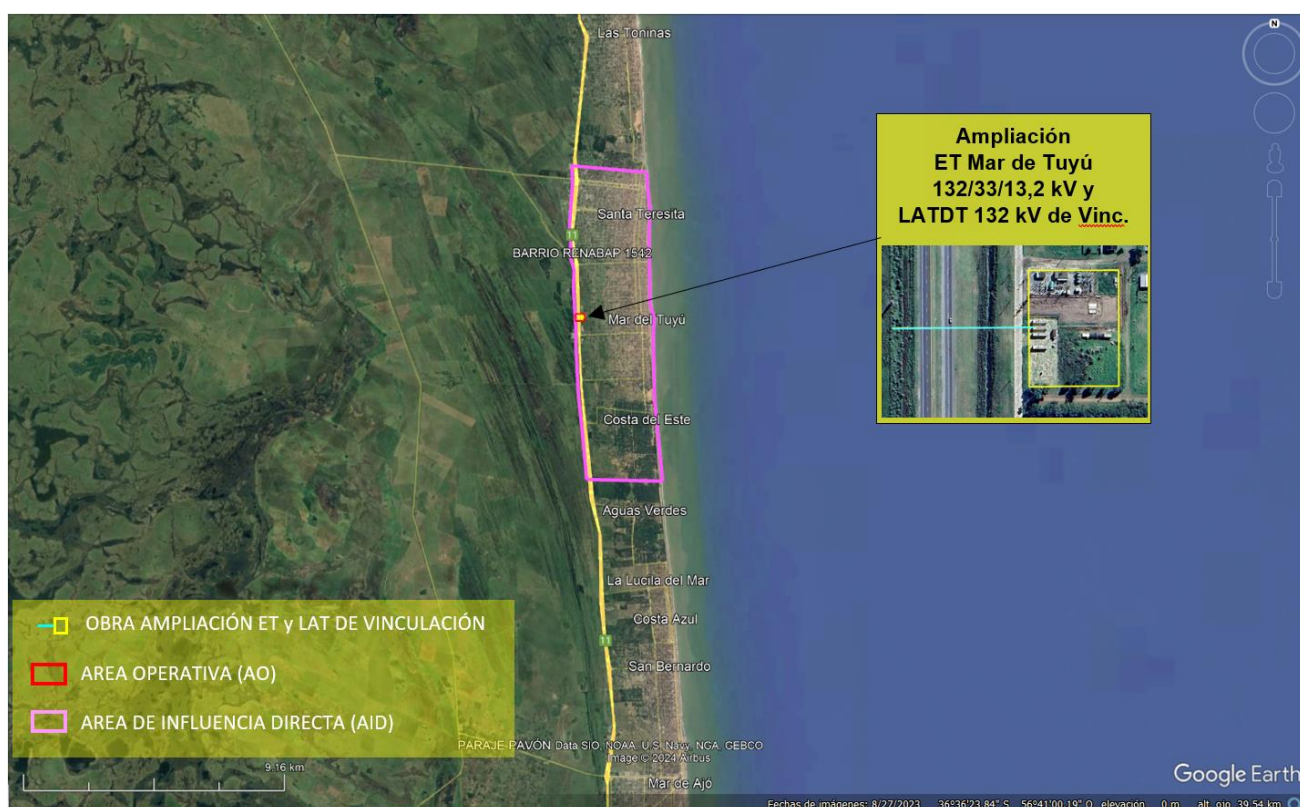 N
Las Toninas
Ampliación
ET Mar de Tuyú
132/33/13,2 kV y
LATDT 132 kV de Vinc.
Santa Teresita
11
BARRIO RENABAP 1542
Mar del Tuyú
Costa del Este
Aguas Verdes
La Lucila del Mar
Costa Azul
11
San Bernardo
OBRA AMPLIACIÓN ET y LAT DE VINCULACIÓN
AREA OPERATIVA (AO)
AREA DE INFLUENCIA DIRECTA (AID)
PARAJE PAVÓN Data SIO, NOAA, U.S. Navy, NGA, GEBCO
Image © 2024 Airbus
9.16 km
Mar de Ajó
Google Earth
Fechas de imágenes: 8/27/2023 36°36'23.84" S 56°41'00.19" O elevación 0 m alt. ojo 39.54 km